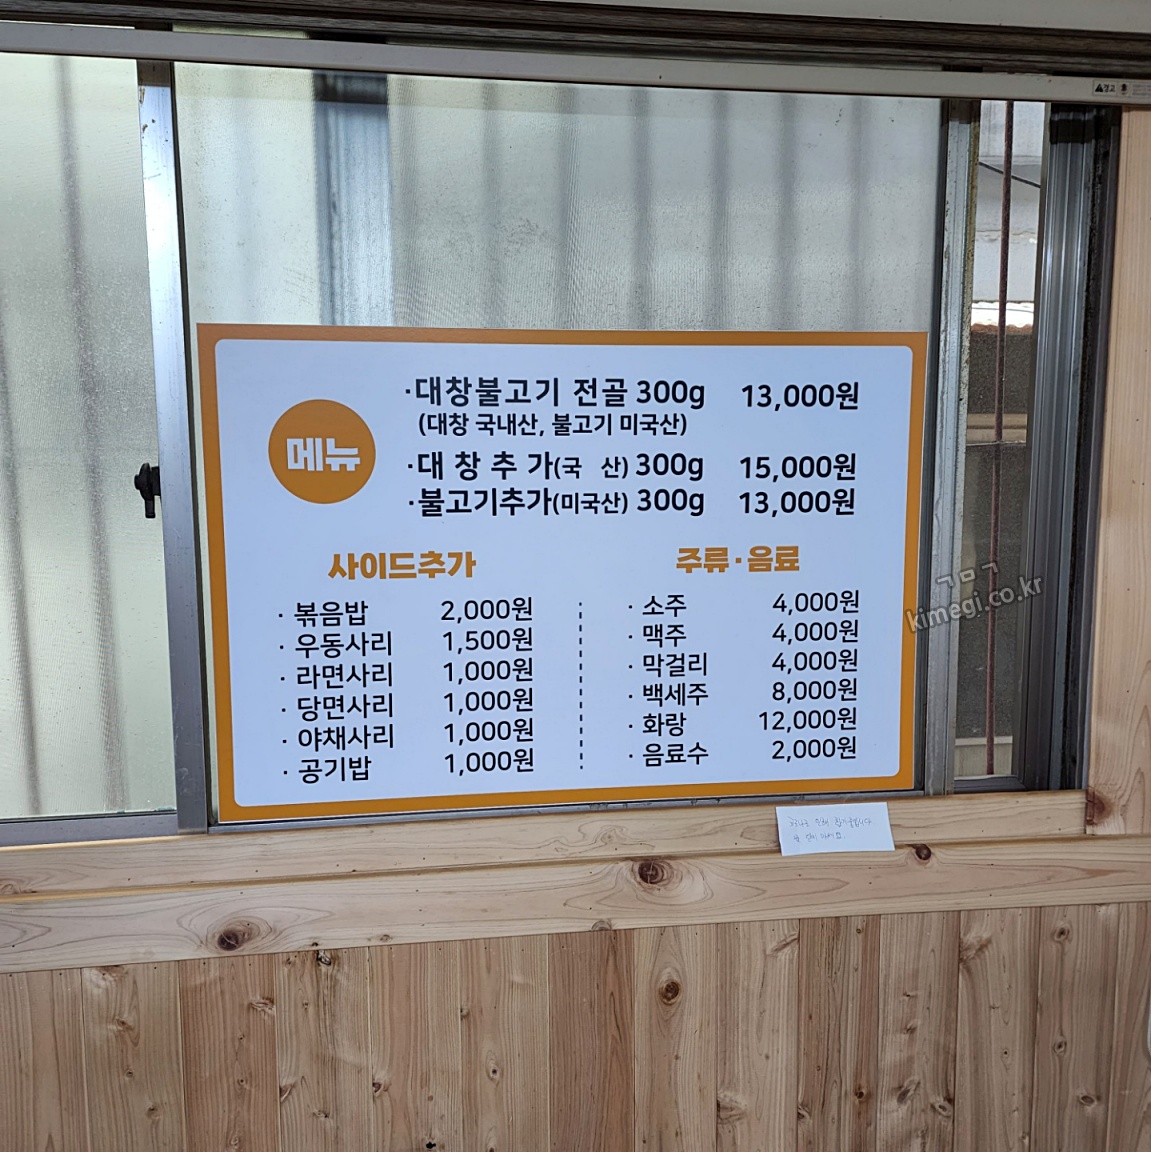 경고
·대창불고기 전골 300g 13,000원
(대창 국내산, 불고기 미국산)
메뉴
·대 창 추 가(국 산) 300g 15,000원
·불고기추가(미국산) 300g 13,000원
사이드추가
· 볶음밥 2,000원
· 우동사리 1,500원
· 라면사리 1,000원
· 당면사리 1,000원
· 야채사리 1,000원
· 공기밥 1,000원
주류·음료
· 소주 4,000원
· 맥주 4,000원
· 막걸리 4,000원
· 백세주 8,000원
· 화랑 12,000원
· 음료수 2,000원
ㄱㅁㄱ
kimegi.co.kr